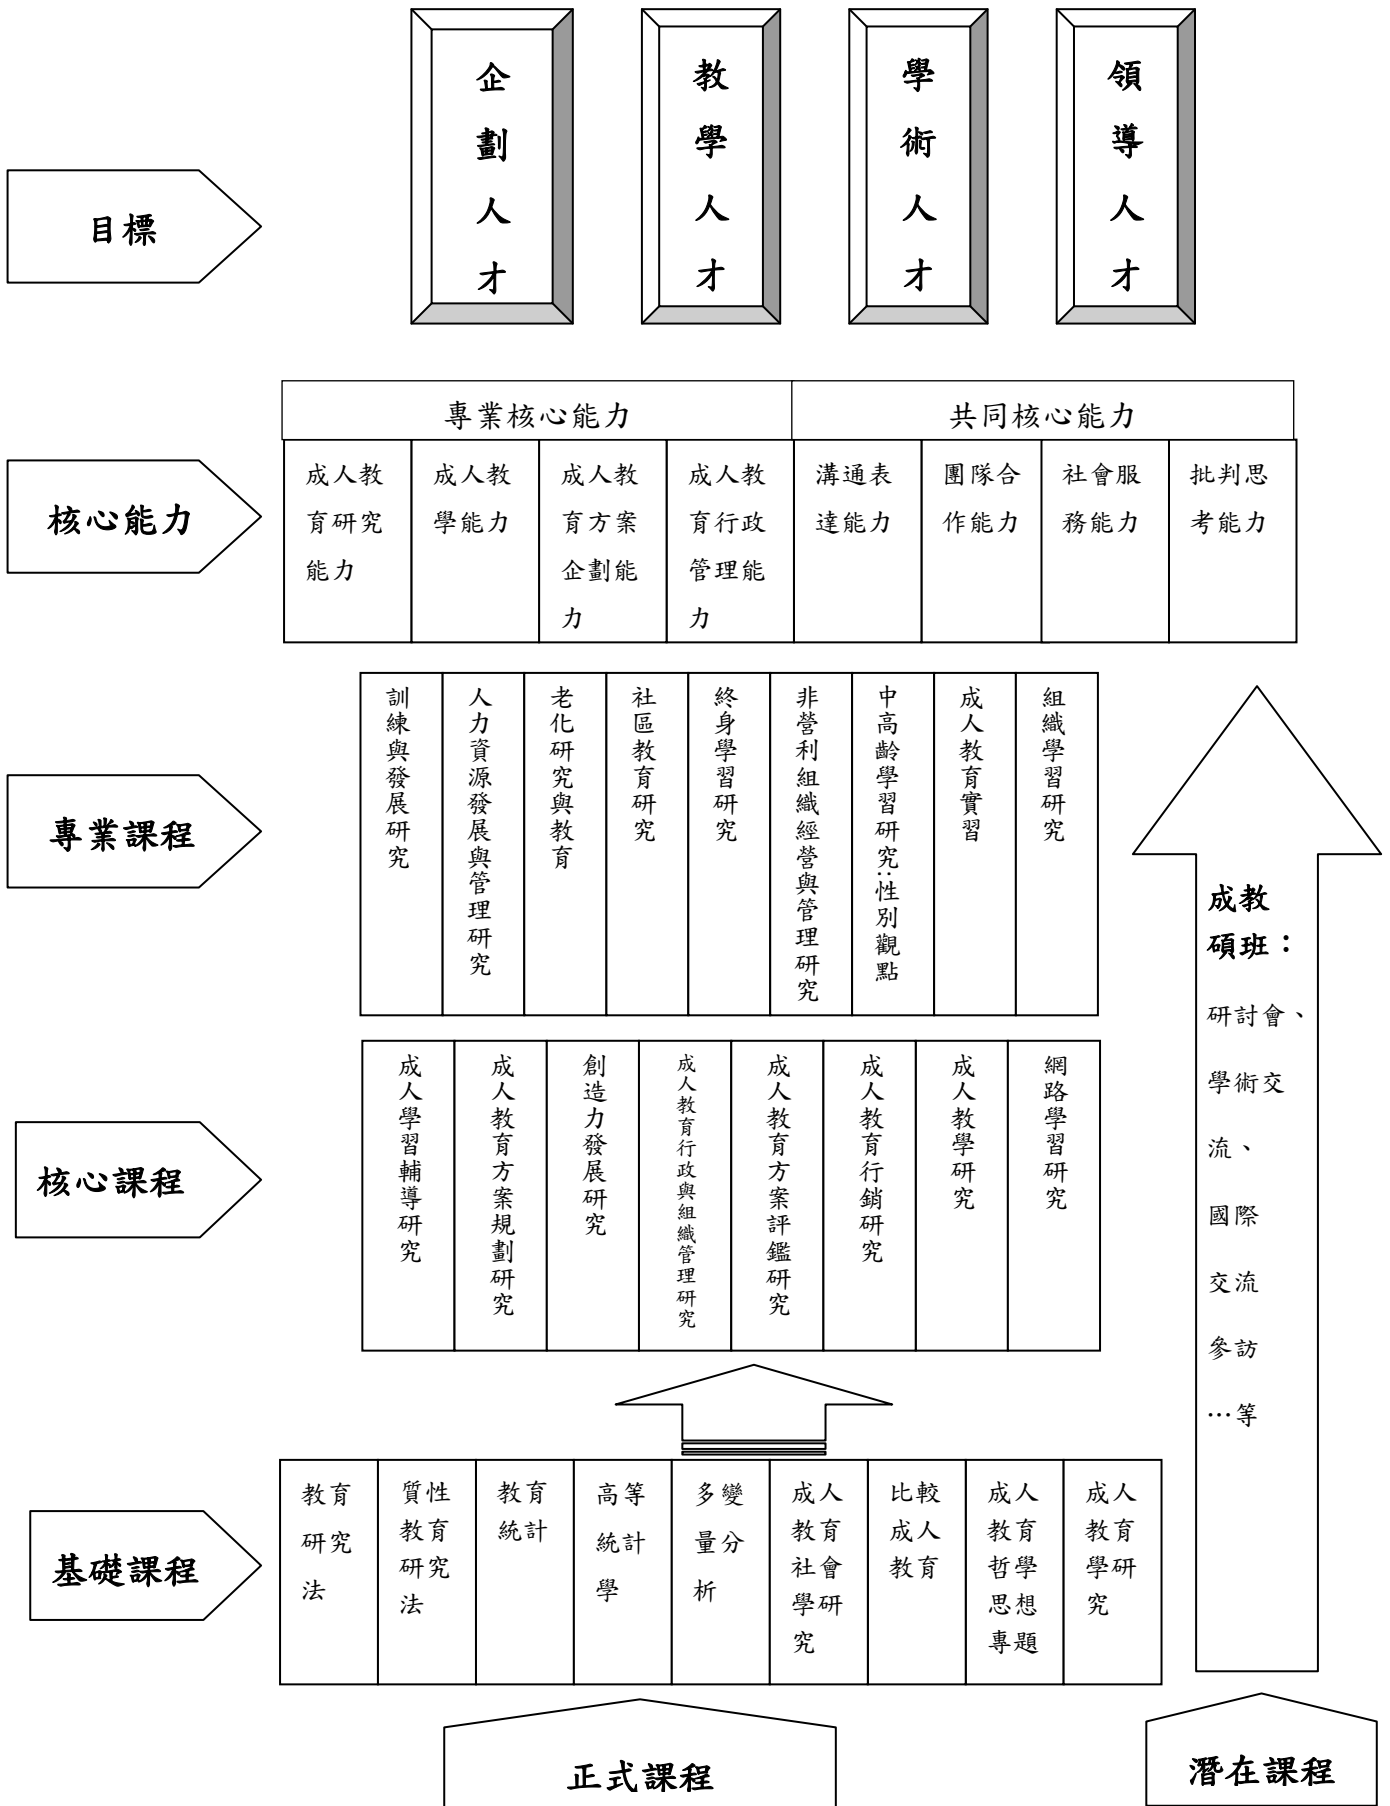 企劃人才
教學人才
學術人才
領導人才
目標
專業核心能力
共同核心能力
核心能力
成人教
育研究
能力
成人教
學能力
成人教
育方案
企劃能
力
成人教
育行政
管理能
力
溝通表
達能力
團隊合
作能力
社會服
務能力
批判思
考能力
專業課程
訓練與發展研究
人力資源發展與管理研究
老化研究與教育
社區教育研究
終身學習研究
非營利組織經營與管理研究
中高齡學習研究:性別觀點
成人教育實習
組織學習研究
核心課程
成人學習輔導研究
成人教育方案規劃研究
創造力發展研究
成人教育行政與組織管理研究
成人教育方案評鑑研究
成人教育行銷研究
成人教學研究
網路學習研究
成教
碩班：
研討會、
學術交
流、
國際
交流
參訪
…等
基礎課程
教育
研究
法
質性
教育
研究
法
教育
統計
高等
統計
學
多變
量分
析
成人
教育
社會
學研
究
比較
成人
教育
成人
教育
哲學
思想
專題
成人
教育
學研
究
正式課程
潛在課程